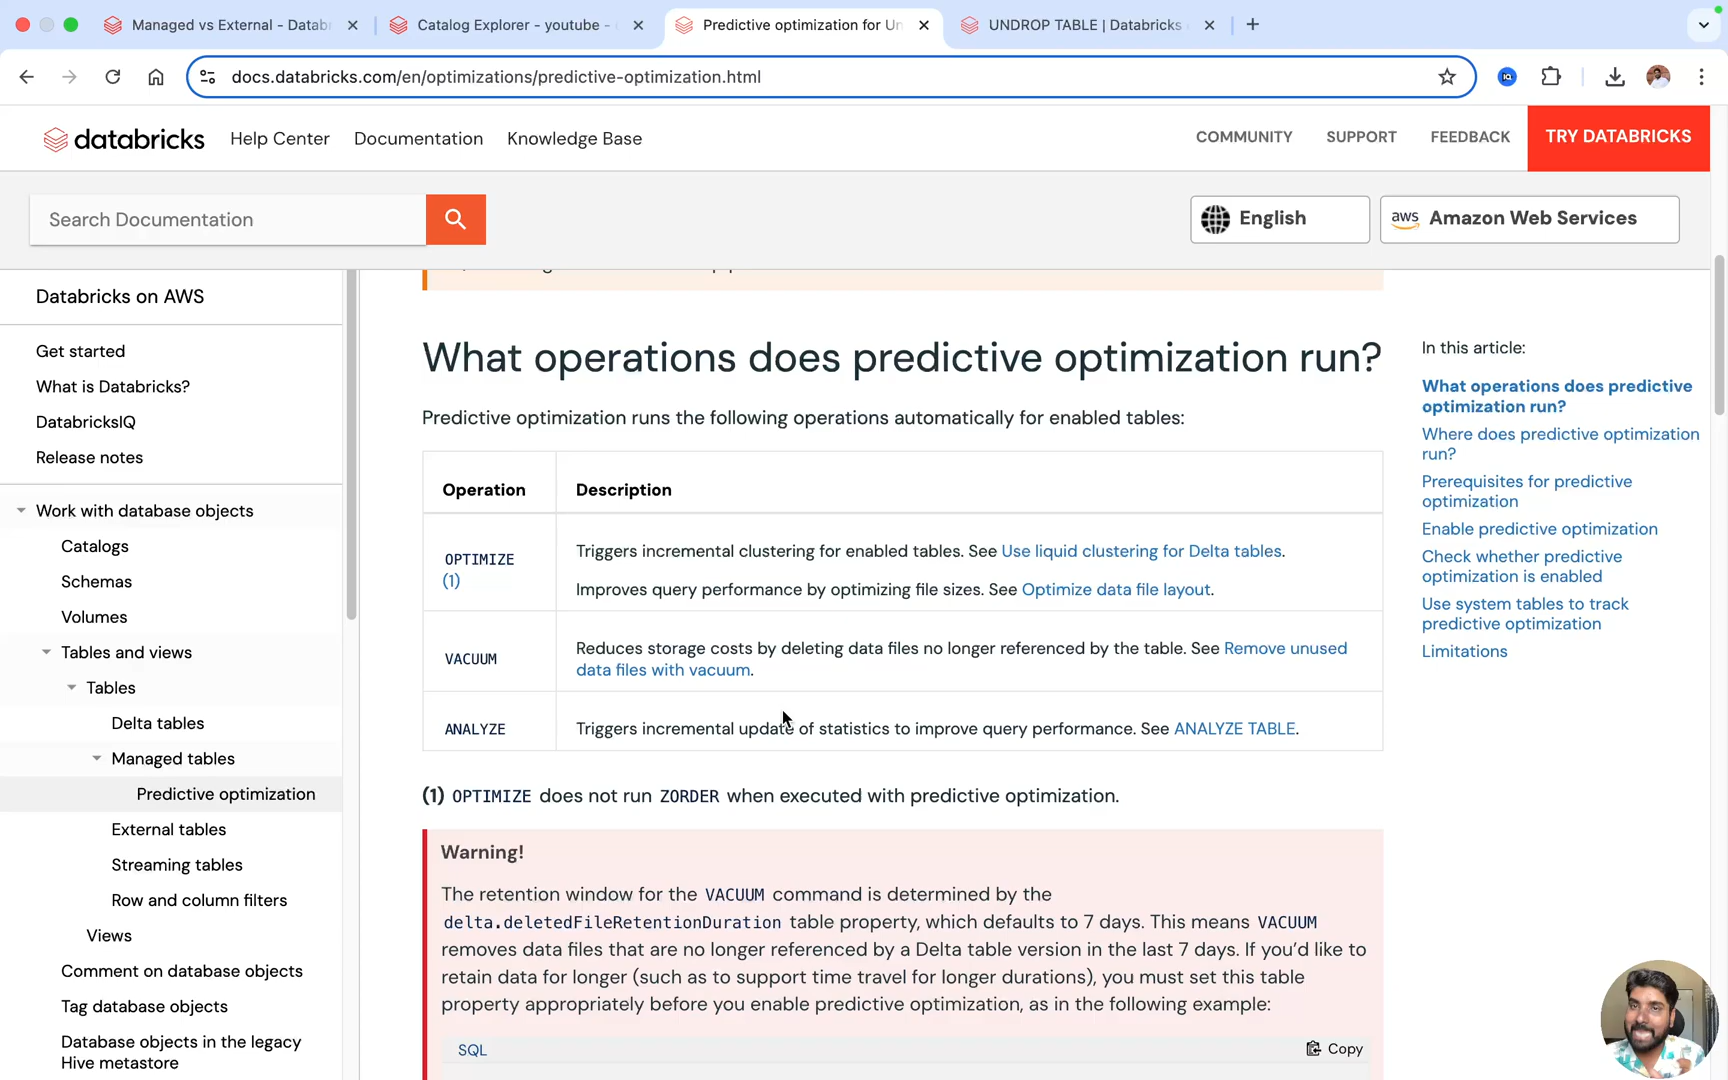 Managed vs External - Datab
Catalog Explorer - youtube -
Predictive optimization for Un
UNDROP TABLE | Databricks
docs.databricks.com/en/optimizations/predictive-optimization.html
databricks
Help Center
Documentation
Knowledge Base
COMMUNITY
SUPPORT
FEEDBACK
TRY DATABRICKS
Search Documentation
English
aws Amazon Web Services
Databricks on AWS
Get started
What is Databricks?
DatabricksIQ
Release notes
Work with database objects
Catalogs
Schemas
Volumes
Tables and views
Tables
Delta tables
Managed tables
Predictive optimization
External tables
Streaming tables
Row and column filters
Views
Comment on database objects
Tag database objects
Database objects in the legacy
Hive metastore
What operations does predictive optimization run?
Predictive optimization runs the following operations automatically for enabled tables:
Operation
Description
OPTIMIZE
(1)
Triggers incremental clustering for enabled tables. See Use liquid clustering for Delta tables.
Improves query performance by optimizing file sizes. See Optimize data file layout.
VACUUM
Reduces storage costs by deleting data files no longer referenced by the table. See Remove unused
data files with vacuum.
ANALYZE
Triggers incremental update of statistics to improve query performance. See ANALYZE TABLE.
(1) OPTIMIZE does not run ZORDER when executed with predictive optimization.
Warning!
The retention window for the VACUUM command is determined by the
delta.deletedFileRetentionDuration table property, which defaults to 7 days. This means VACUUM
removes data files that are no longer referenced by a Delta table version in the last 7 days. If you’d like to
retain data for longer (such as to support time travel for longer durations), you must set this table
property appropriately before you enable predictive optimization, as in the following example:
SQL
Copy
In this article:
What operations does predictive
optimization run?
Where does predictive optimization
run?
Prerequisites for predictive
optimization
Enable predictive optimization
Check whether predictive
optimization is enabled
Use system tables to track
predictive optimization
Limitations